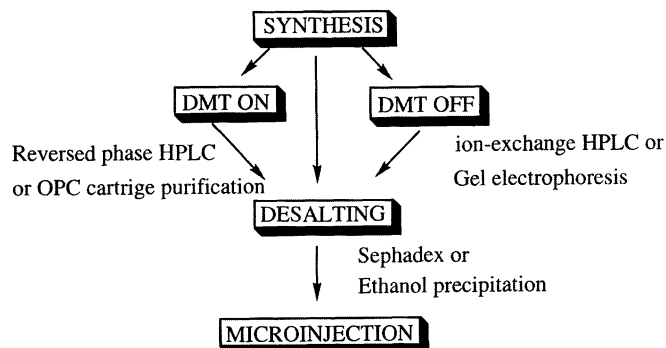 SYNTHESIS
DMT ON
DMT OFF
Reversed phase HPLC
or OPC cartrige purification
ion-exchange HPLC or
Gel electrophoresis
DESALTING
Sephadex or
Ethanol precipitation
MICROINJECTION